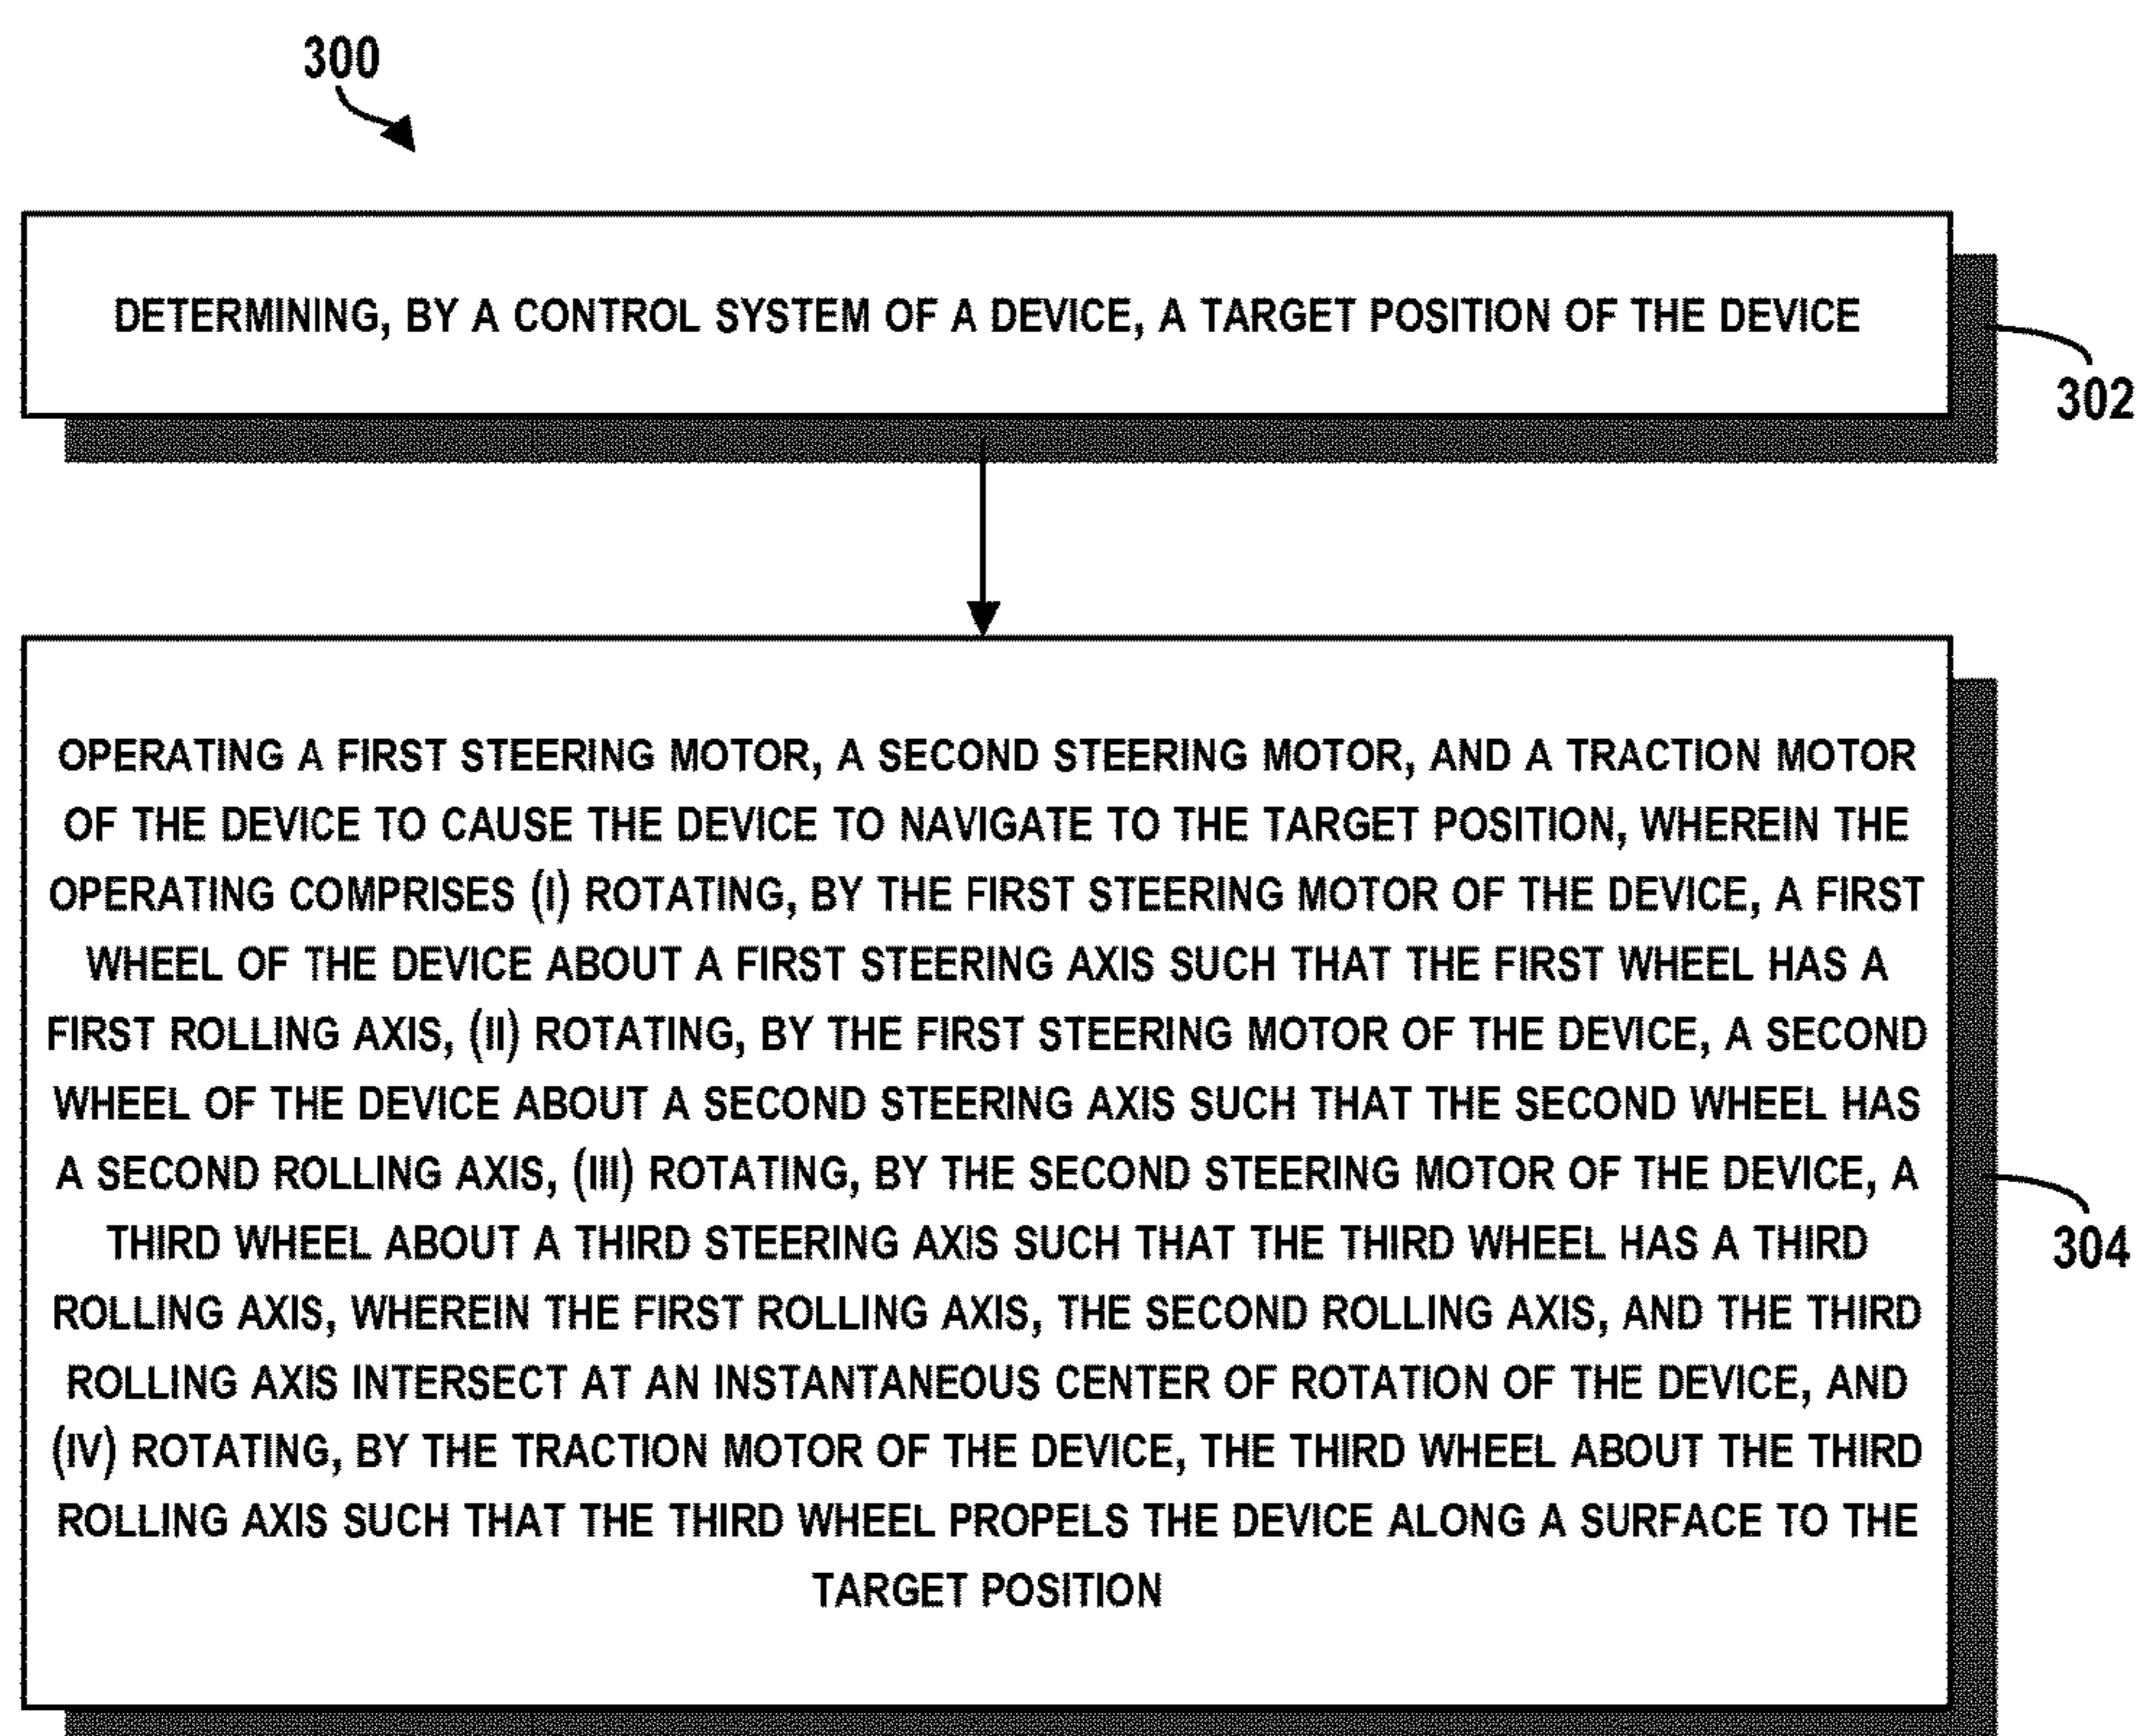 300
DETERMINING, BY A CONTROL SYSTEM OF A DEVICE, A TARGET POSITION OF THE DEVICE
302
OPERATING A FIRST STEERING MOTOR, A SECOND STEERING MOTOR, AND A TRACTION MOTOR
OF THE DEVICE TO CAUSE THE DEVICE TO NAVIGATE TO THE TARGET POSITION, WHEREIN THE
OPERATING COMPRISES (I) ROTATING, BY THE FIRST STEERING MOTOR OF THE DEVICE, A FIRST
WHEEL OF THE DEVICE ABOUT A FIRST STEERING AXIS SUCH THAT THE FIRST WHEEL HAS A
FIRST ROLLING AXIS, (II) ROTATING, BY THE FIRST STEERING MOTOR OF THE DEVICE, A SECOND
WHEEL OF THE DEVICE ABOUT A SECOND STEERING AXIS SUCH THAT THE SECOND WHEEL HAS
A SECOND ROLLING AXIS, (III) ROTATING, BY THE SECOND STEERING MOTOR OF THE DEVICE, A
THIRD WHEEL ABOUT A THIRD STEERING AXIS SUCH THAT THE THIRD WHEEL HAS A THIRD
ROLLING AXIS, WHEREIN THE FIRST ROLLING AXIS, THE SECOND ROLLING AXIS, AND THE THIRD
ROLLING AXIS INTERSECT AT AN INSTANTANEOUS CENTER OF ROTATION OF THE DEVICE, AND
(IV) ROTATING, BY THE TRACTION MOTOR OF THE DEVICE, THE THIRD WHEEL ABOUT THE THIRD
ROLLING AXIS SUCH THAT THE THIRD WHEEL PROPELS THE DEVICE ALONG A SURFACE TO THE
TARGET POSITION
304